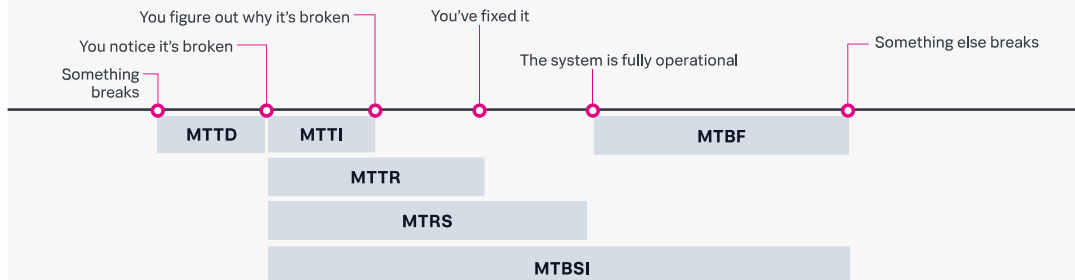 You figure out why it's broken
You've fixed it
You notice it's broken
Something else breaks
Something
breaks
The system is fully operational
MTTD
MTTI
MTBF
MTTR
MTRS
MTBSI